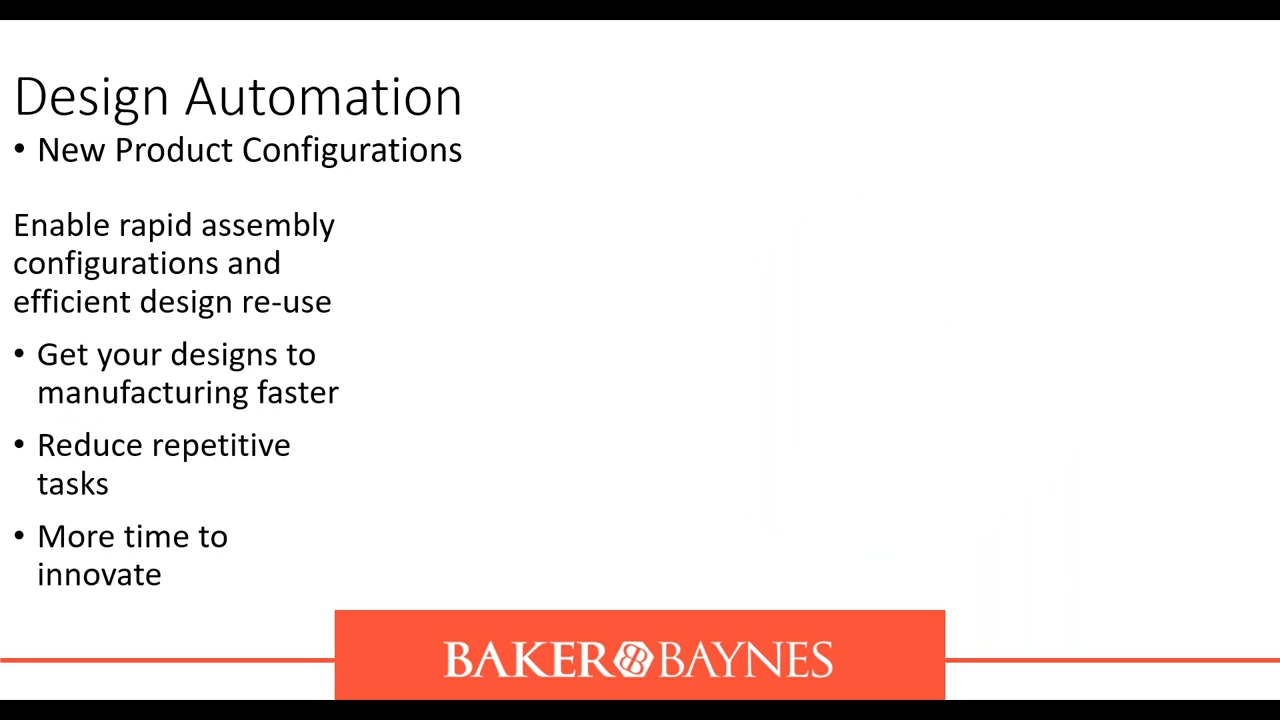 Design Automation
• New Product Configurations
Enable rapid assembly
configurations and
efficient design re-use
• Get your designs to
manufacturing faster
• Reduce repetitive
tasks
• More time to
innovate
BAKER BAYNES